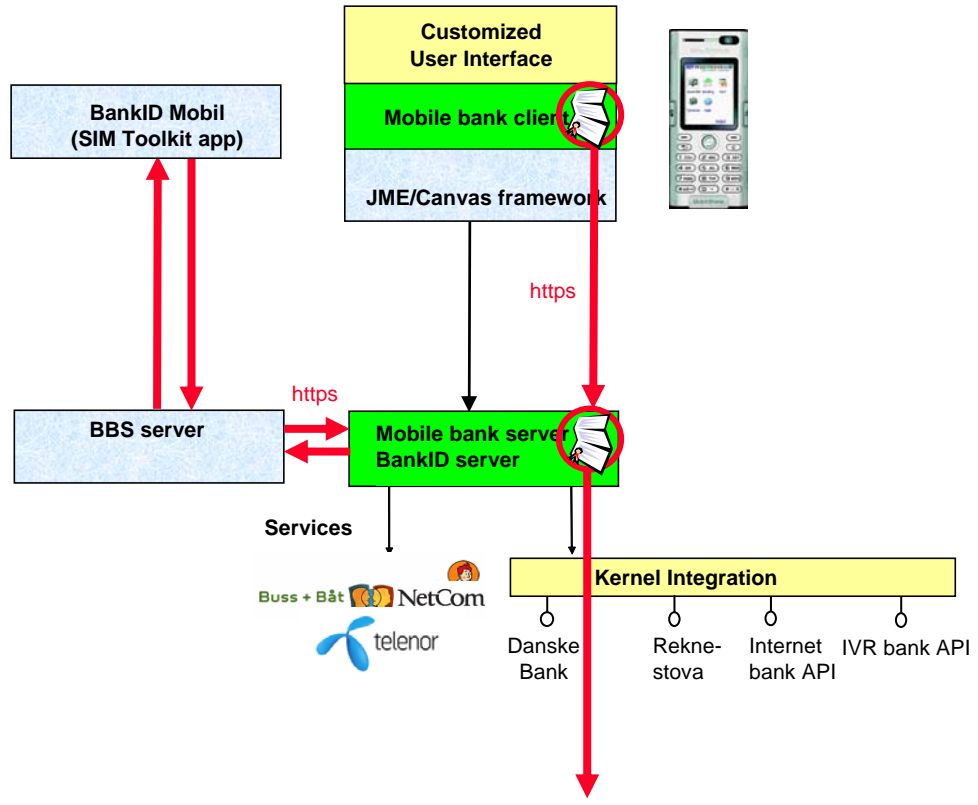 Customized
User Interface
Mobile bank client
JME/Canvas framework
BankID Mobil
(SIM Toolkit app)
https
https
BBS server
Mobile bank server
BankID server
Services
Buss + Båt
NetCom
telenor
Kernel Integration
Danske
Bank
Rekne-
stova
Internet
bank API
IVR bank API